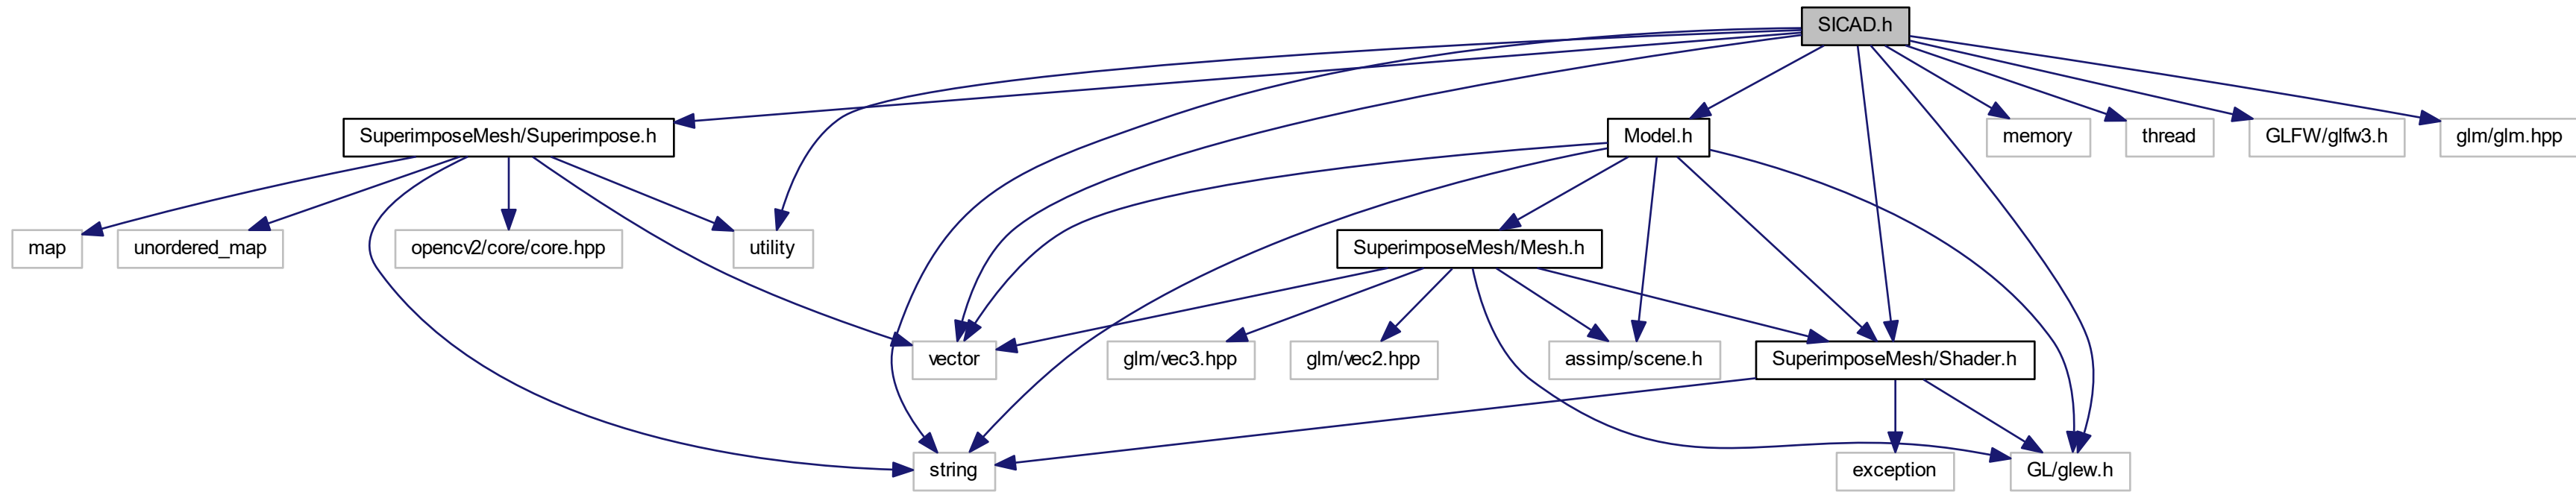 SICAD.h
SuperimposeMesh/Superimpose.h
Model.h
memory
thread
GLFW/glfw3.h
glm/glm.hpp
map
unordered_map
opencv2/core/core.hpp
utility
SuperimposeMesh/Mesh.h
vector
glm/vec3.hpp
glm/vec2.hpp
assimp/scene.h
SuperimposeMesh/Shader.h
string
exception
GL/glew.h